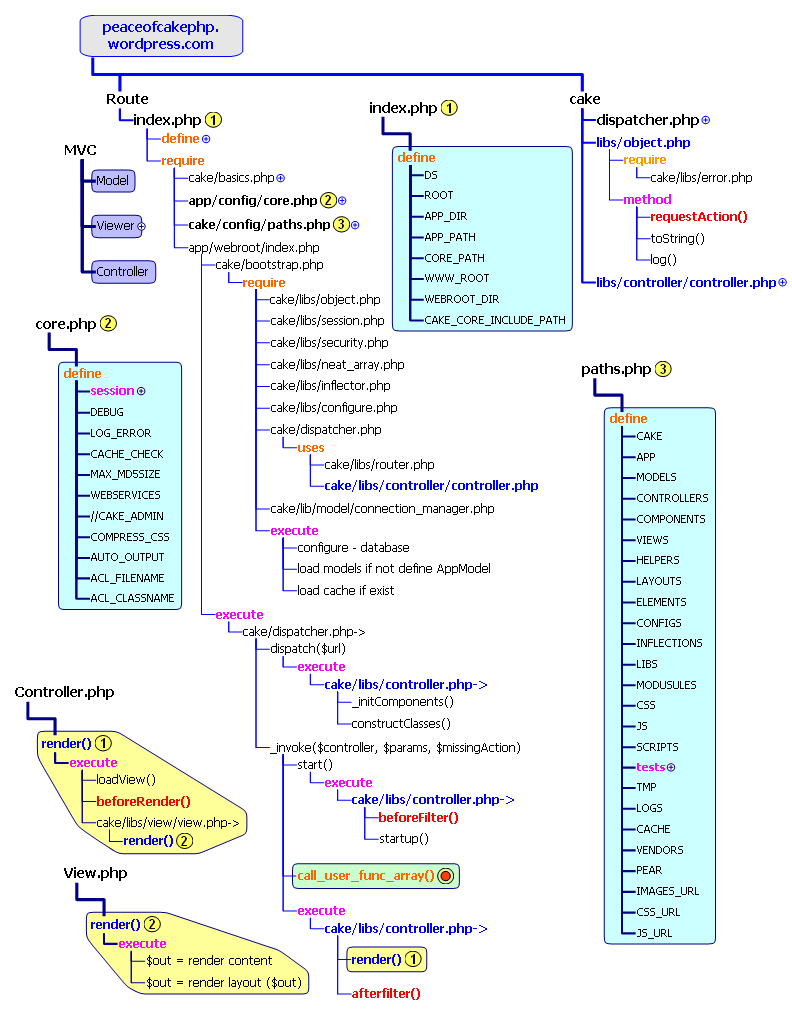 peaceofcakephp.
wordpress.com
Route
index.php 1
define
require
cake/basics.php
app/config/core.php 2
cake/config/paths.php 3
app/webroot/index.php
cake/bootstrap.php
require
cake/libs/object.php
cake/libs/session.php
cake/libs/security.php
cake/libs/neat_array.php
cake/libs/inflector.php
cake/libs/configure.php
cake/dispatcher.php
uses
cake/libs/router.php
cake/libs/controller/controller.php
cake/lib/model/connection_manager.php
execute
configure - database
load models if not define AppModel
load cache if exist
execute
cake/dispatcher.php->
dispatch($url)
execute
cake/libs/controller.php->
_initComponents()
constructClasses()
_invoke($controller, $params, $missingAction)
start()
execute
cake/libs/controller.php->
beforeFilter()
startup()
call_user_func_array()
execute
cake/libs/controller.php->
render() 1
afterfilter()
MVC
Model
Viewer
Controller
index.php 1
define
DS
ROOT
APP_DIR
APP_PATH
CORE_PATH
WWW_ROOT
WEBROOT_DIR
CAKE_CORE_INCLUDE_PATH
cake
dispatcher.php
libs/object.php
require
cake/libs/error.php
method
requestAction()
toString()
log()
libs/controller/controller.php
core.php 2
define
session
DEBUG
LOG_ERROR
CACHE_CHECK
MAX_MD5SIZE
WEBSERVICES
//CAKE_ADMIN
COMPRESS_CSS
AUTO_OUTPUT
ACL_FILENAME
ACL_CLASSNAME
paths.php 3
define
CAKE
APP
MODELS
CONTROLLERS
COMPONENTS
VIEWS
HELPERS
LAYOUTS
ELEMENTS
CONFIGS
INFLECTIONS
LIBS
MODUSULES
CSS
JS
SCRIPTS
tests
TMP
LOGS
CACHE
VENDORS
PEAR
IMAGES_URL
CSS_URL
JS_URL
Controller.php
render() 1
execute
loadView()
beforeRender()
cake/libs/view/view.php->
render() 2
View.php
render() 2
execute
$out = render content
$out = render layout ($out)